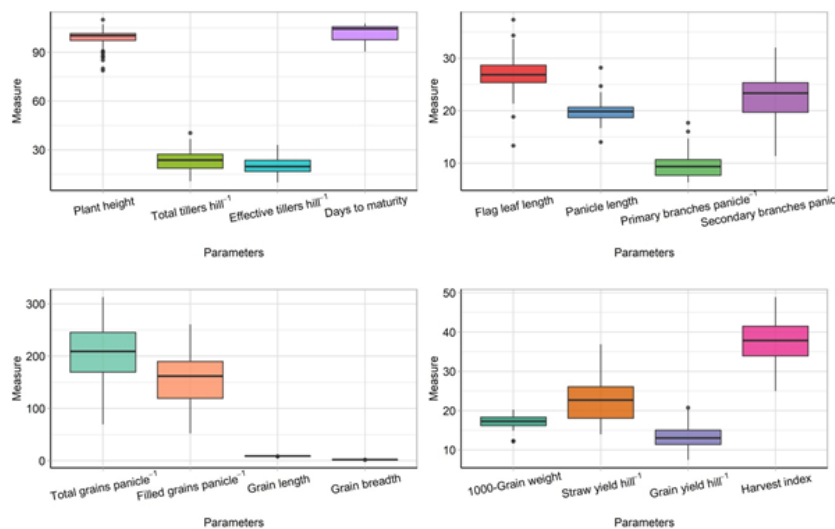 Measure
90
60
30
Plant height
Total tillers hill⁻¹
Effective tillers hill⁻¹
Days to maturity
Parameters
Measure
30
20
10
Flag leaf length
Panicle length
Primary branches panicle⁻¹
Secondary branches panic
Parameters
Measure
300
200
100
0
Total grains panicle⁻¹
Filled grains panicle⁻¹
Grain length
Grain breadth
Parameters
Measure
50
40
30
20
10
1000-Grain weight
Straw yield hill⁻¹
Grain yield hill⁻¹
Harvest index
Parameters